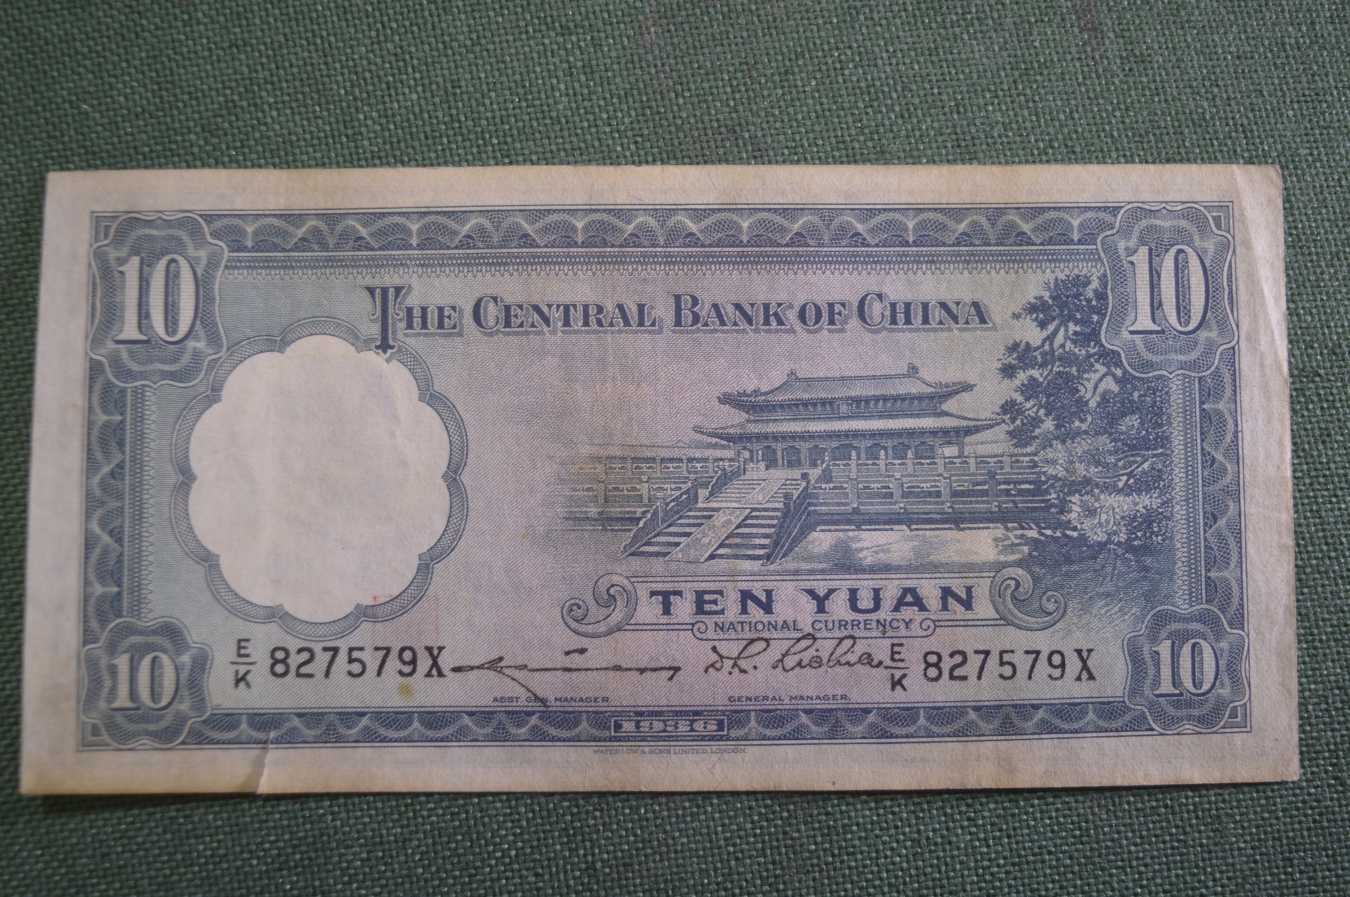 10 10
THE CENTRAL BANK OF CHINA
TEN YUAN
NATIONAL CURRENCY
E/K 827579X E/K 827579X
ASST. GEN. MANAGER GENERAL MANAGER.
10 10
1936
WATERLOW & SONS LIMITED, LONDON